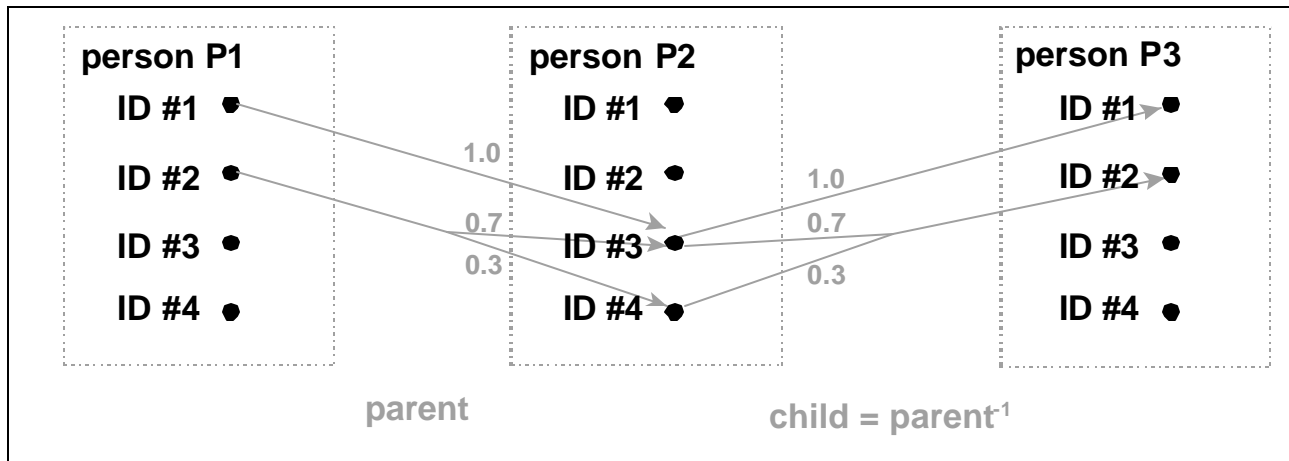 person P1
ID #1
ID #2
ID #3
ID #4
1.0
0.7
0.3
parent
person P2
ID #1
ID #2
ID #3
ID #4
1.0
0.7
0.3
child = parent⁻¹
person P3
ID #1
ID #2
ID #3
ID #4